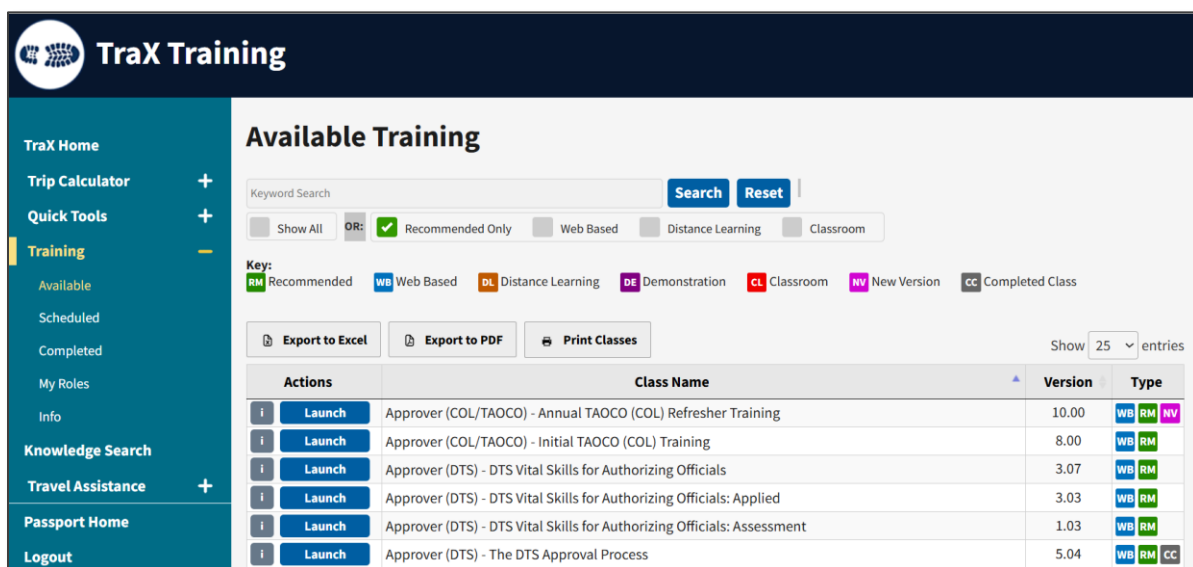 TraX Training
TraX Home
Trip Calculator
Quick Tools
Training
Available
Scheduled
Completed
My Roles
Info
Knowledge Search
Travel Assistance
Passport Home
Logout
Available Training
Keyword Search Search Reset
Show All OR: Recommended Only Web Based Distance Learning Classroom
Key:
RM Recommended WB Web Based DL Distance Learning DE Demonstration CL Classroom NV New Version CC Completed Class
Export to Excel Export to PDF Print Classes Show 25 entries
Actions Class Name Version Type
i Launch Approver (COL/TAOCO) - Annual TAOCO (COL) Refresher Training 10.00 WB RM NV
i Launch Approver (COL/TAOCO) - Initial TAOCO (COL) Training 8.00 WB RM
i Launch Approver (DTS) - DTS Vital Skills for Authorizing Officials 3.07 WB RM
i Launch Approver (DTS) - DTS Vital Skills for Authorizing Officials: Applied 3.03 WB RM
i Launch Approver (DTS) - DTS Vital Skills for Authorizing Officials: Assessment 1.03 WB RM
i Launch Approver (DTS) - The DTS Approval Process 5.04 WB RM CC